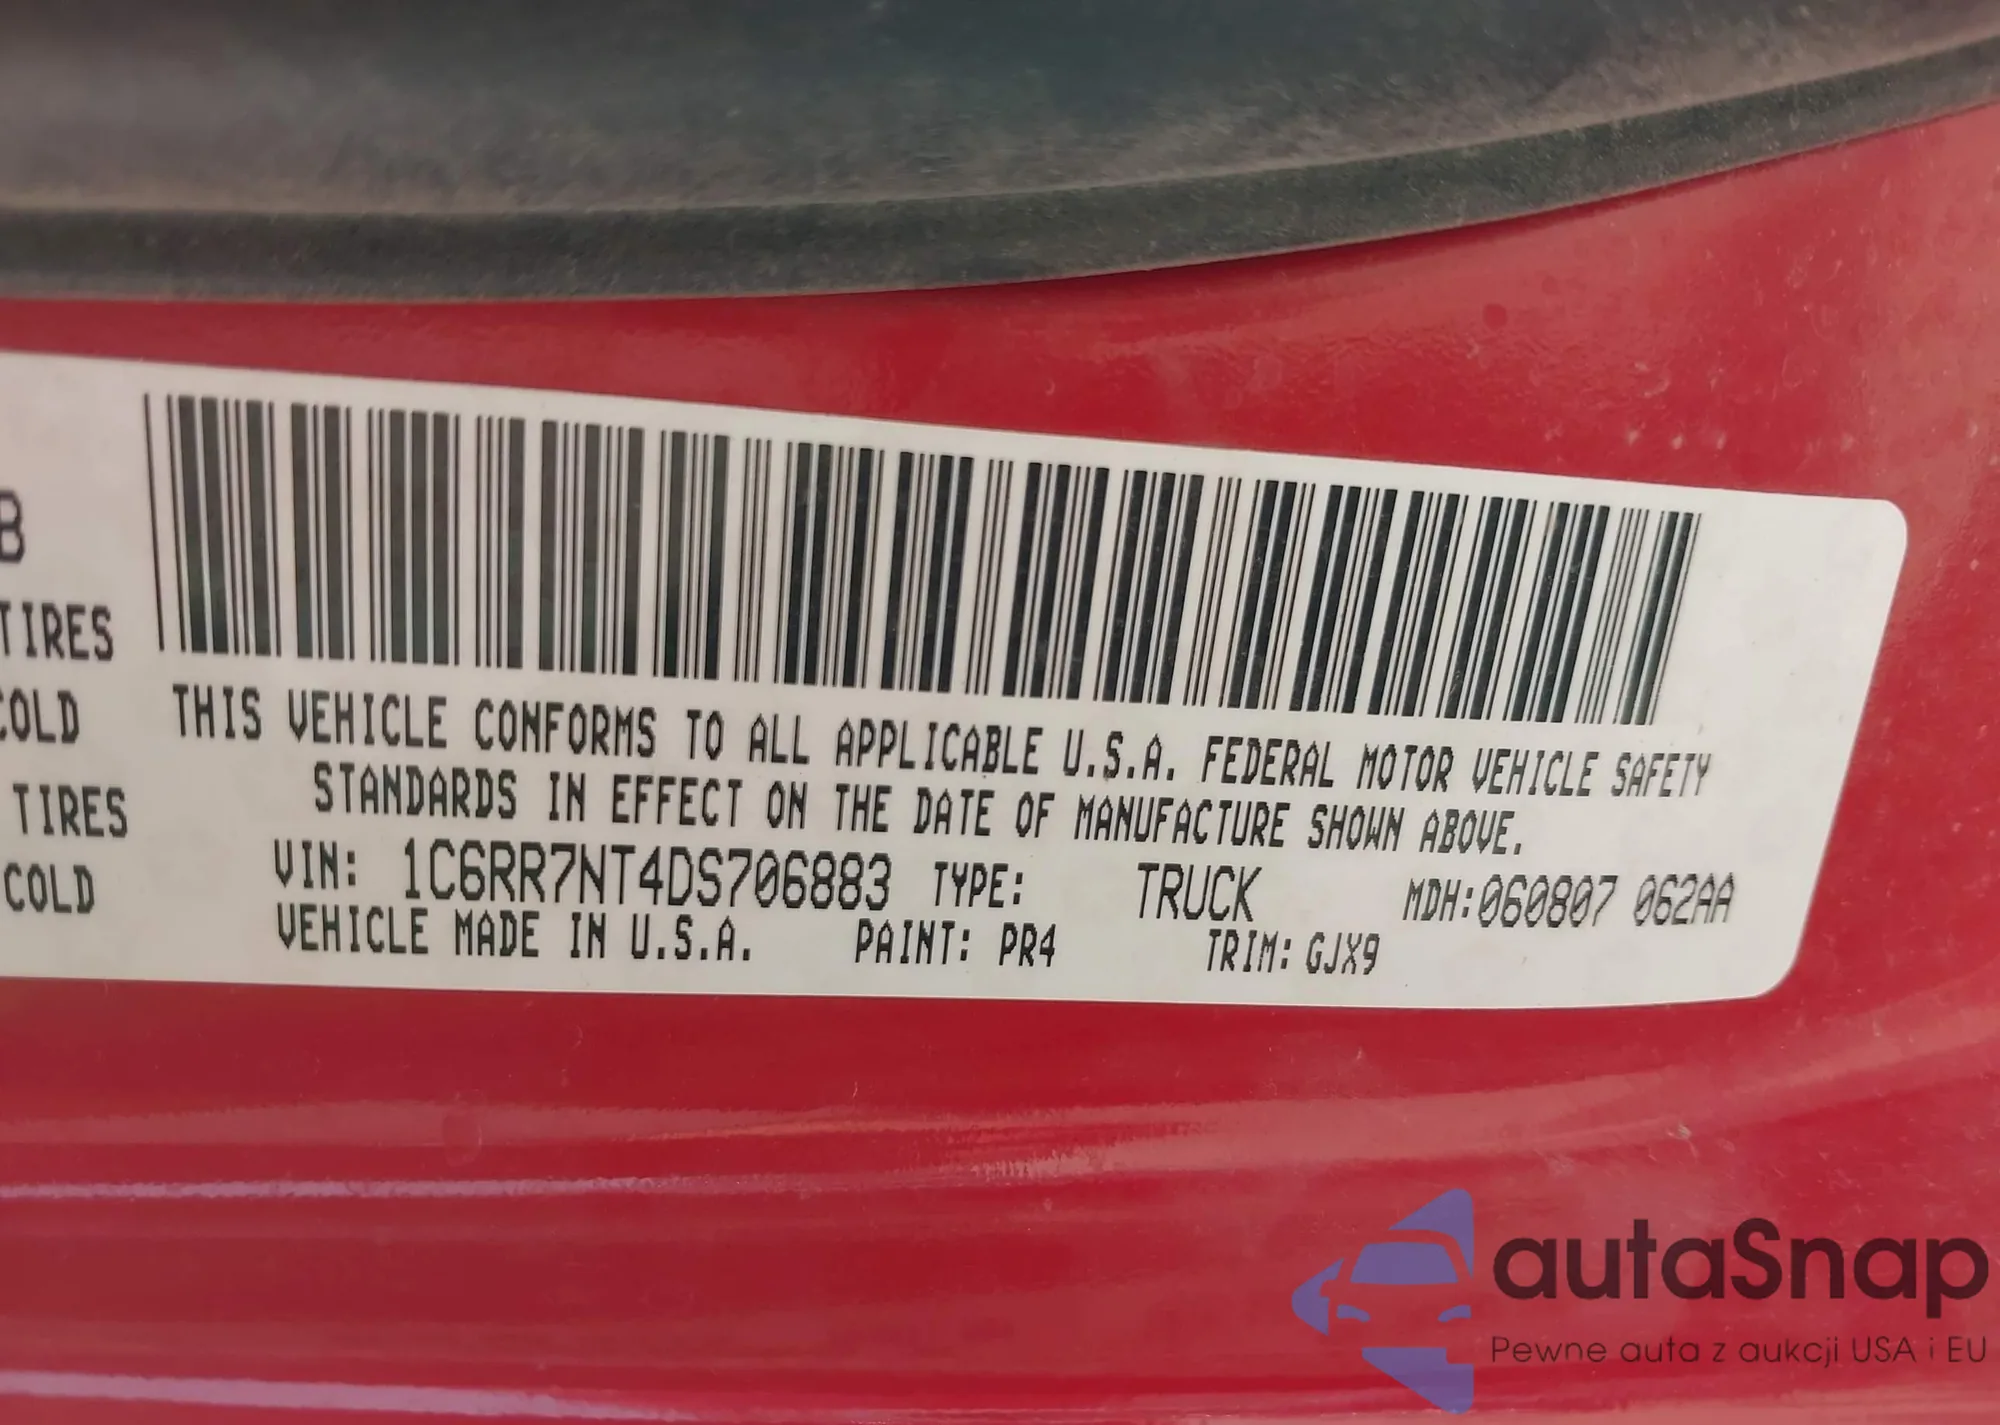 B
TIRES
COLD
TIRES
COLD
THIS VEHICLE CONFORMS TO ALL APPLICABLE U.S.A. FEDERAL MOTOR VEHICLE SAFETY
STANDARDS IN EFFECT ON THE DATE OF MANUFACTURE SHOWN ABOVE.
VIN: 1C6RR7NT4DS706883 TYPE: TRUCK MDH:060807 062AA
VEHICLE MADE IN U.S.A. PAINT: PR4 TRIM: GJX9
autaSnap
Pewne auta z aukcji USA i EU